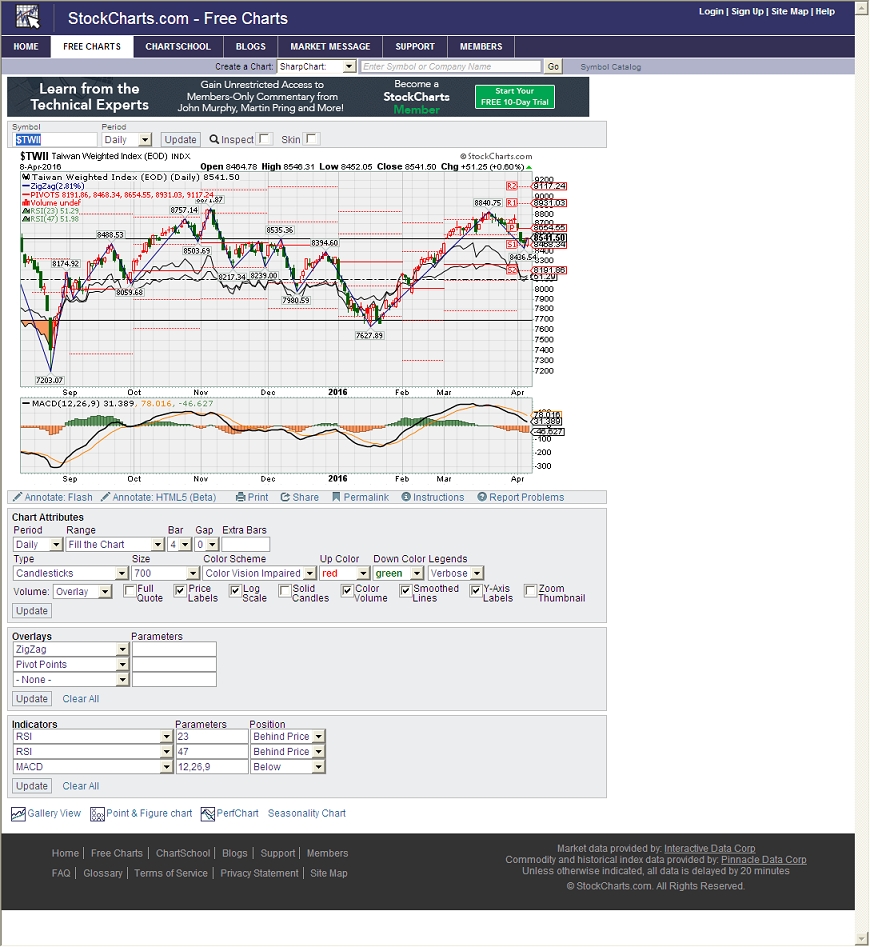 StockCharts.com - Free Charts
Login | Sign Up | Site Map | Help
HOME FREE CHARTS CHARTSCHOOL BLOGS MARKET MESSAGE SUPPORT MEMBERS
Create a Chart: SharpChart: Enter Symbol or Company Name Go Symbol Catalog
Learn from the Technical Experts
Gain Unrestricted Access to
Members-Only Commentary from
John Murphy, Martin Pring and More!
Become a
StockCharts
Member
Start Your
FREE 10-Day Trial
Symbol Period
$TWII Daily Update Inspect Skin
$TWII Taiwan Weighted Index (EOD) INDX © StockCharts.com
8-Apr-2016 Open 8464.78 High 8546.31 Low 8452.05 Close 8541.50 Chg +51.25 (+0.60%)
Taiwan Weighted Index (EOD) (Daily) 8541.50
ZigZag(2.81%)
PIVOTS 8191.86, 8468.34, 8654.55, 8931.03, 9117.24
Volume undef
RSI(23) 51.29
RSI(47) 51.98
8174.92
8488.53
8059.68
8757.14
8503.69
8217.34
8535.36
8239.00
7980.59
8394.60
7627.89
8840.75
8436.54
7203.07
R2 9117.24
R1 8931.03
P 8654.55
8541.50
S1 8468.34
S2 8191.86
51.29
9200
9000
8800
8700
8400
8300
8000
7900
7800
7700
7600
7500
7400
7300
7200
Sep Oct Nov Dec 2016 Feb Mar Apr
MACD(12,26,9) 31.389, 78.016, -46.627
78.016
31.389
-46.627
-100
-200
-300
Sep Oct Nov Dec 2016 Feb Mar Apr
Annotate: Flash Annotate: HTML5 (Beta) Print Share Permalink Instructions Report Problems
Chart Attributes
Period Range Bar Gap Extra Bars
Daily Fill the Chart 4 0
Type Size Color Scheme Up Color Down Color Legends
Candlesticks 700 Color Vision Impaired red green Verbose
Volume: Overlay Full Quote Price Labels Log Scale Solid Candles Color Volume Smoothed Lines Y-Axis Labels Zoom Thumbnail
Update
Overlays Parameters
ZigZag
Pivot Points
- None -
Update Clear All
Indicators Parameters Position
RSI 23 Behind Price
RSI 47 Behind Price
MACD 12,26,9 Below
Update Clear All
Gallery View Point & Figure chart PerfChart Seasonality Chart
Home | Free Charts | ChartSchool | Blogs | Support | Members
FAQ | Glossary | Terms of Service | Privacy Statement | Site Map
Market data provided by: Interactive Data Corp
Commodity and historical index data provided by: Pinnacle Data Corp
Unless otherwise indicated, all data is delayed by 20 minutes
© StockCharts.com. All Rights Reserved.